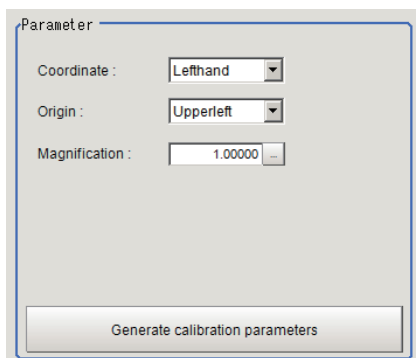 Parameter
Coordinate : Lefthand
Origin : Upperleft
Magnification : 1.00000 ...
Generate calibration parameters